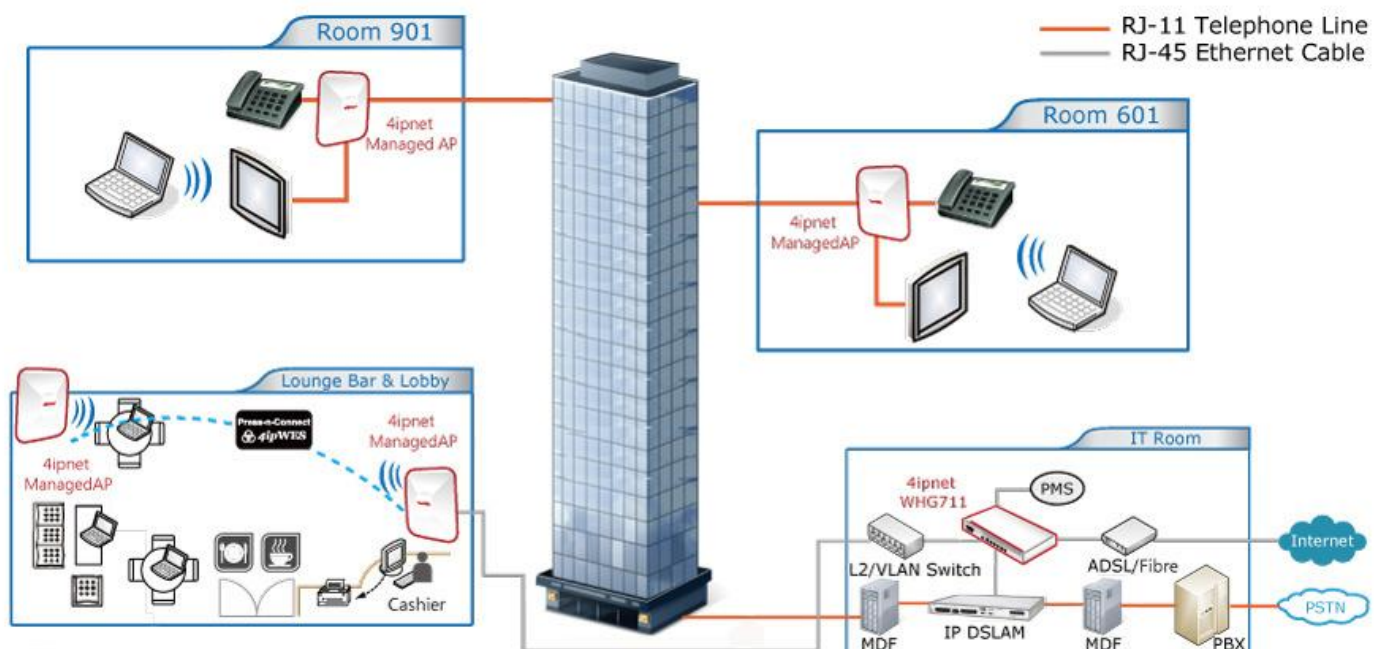 Room 901
RJ-11 Telephone Line
RJ-45 Ethernet Cable
4ipnet
Managed AP
Room 601
4ipnet
ManagedAP
Lounge Bar & Lobby
Press-n-Connect
4ipWES
4ipnet
ManagedAP
4ipnet
ManagedAP
Cashier
IT Room
4ipnet
WHG711
PMS
Internet
L2/VLAN Switch
ADSL/Fibre
PSTN
MDF
IP DSLAM
MDF
PBX